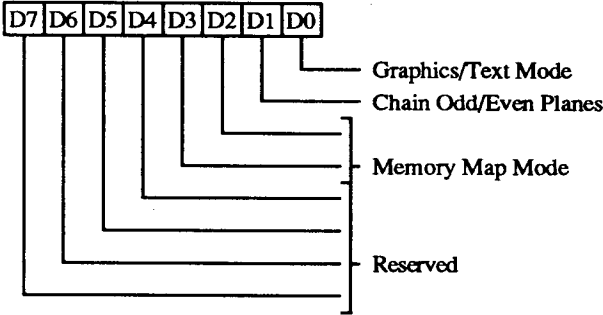 D7 D6 D5 D4 D3 D2 D1 D0
Graphics/Text Mode
Chain Odd/Even Planes
Memory Map Mode
Reserved